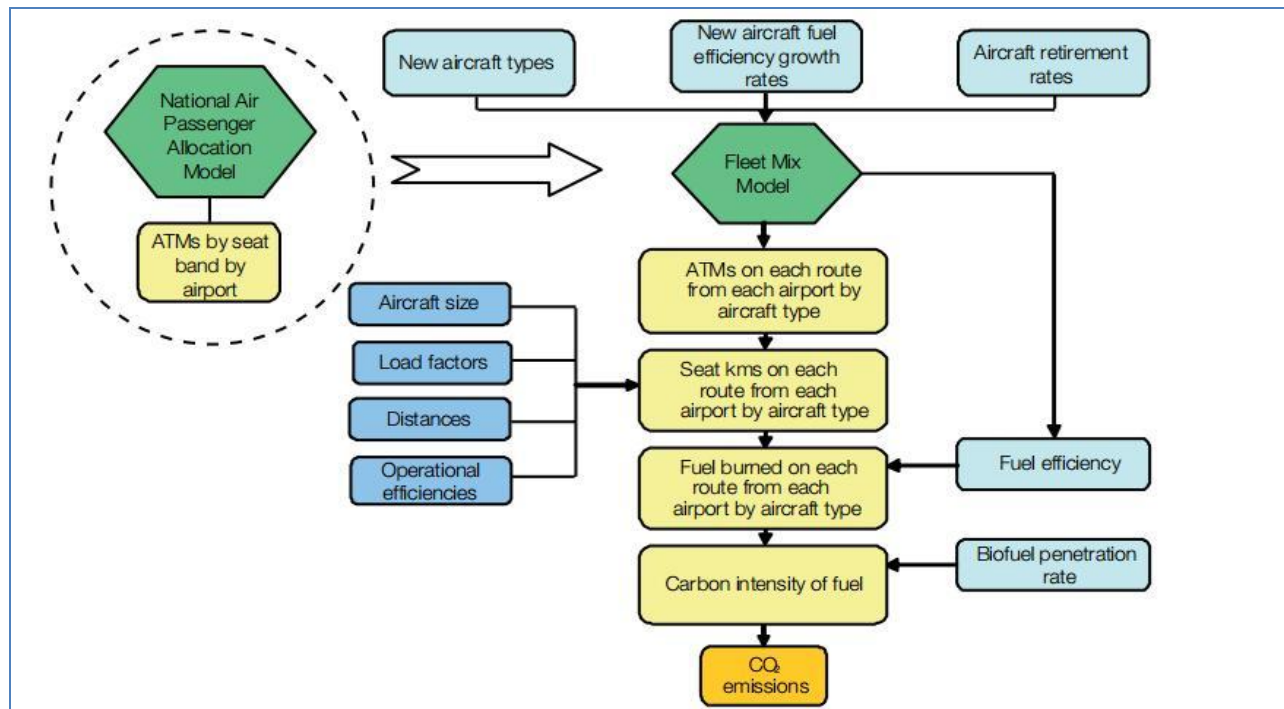 New aircraft types
New aircraft fuel
efficiency growth
rates
Aircraft retirement
rates
National Air
Passenger
Allocation
Model
ATMs by seat
band by
airport
Fleet Mix
Model
ATMs on each route
from each airport by
aircraft type
Aircraft size
Load factors
Distances
Operational
efficiencies
Seat kms on each
route from each
airport by aircraft type
Fuel burned on each
route from each
airport by aircraft type
Fuel efficiency
Carbon intensity of fuel
Biofuel penetration
rate
CO₂
emissions